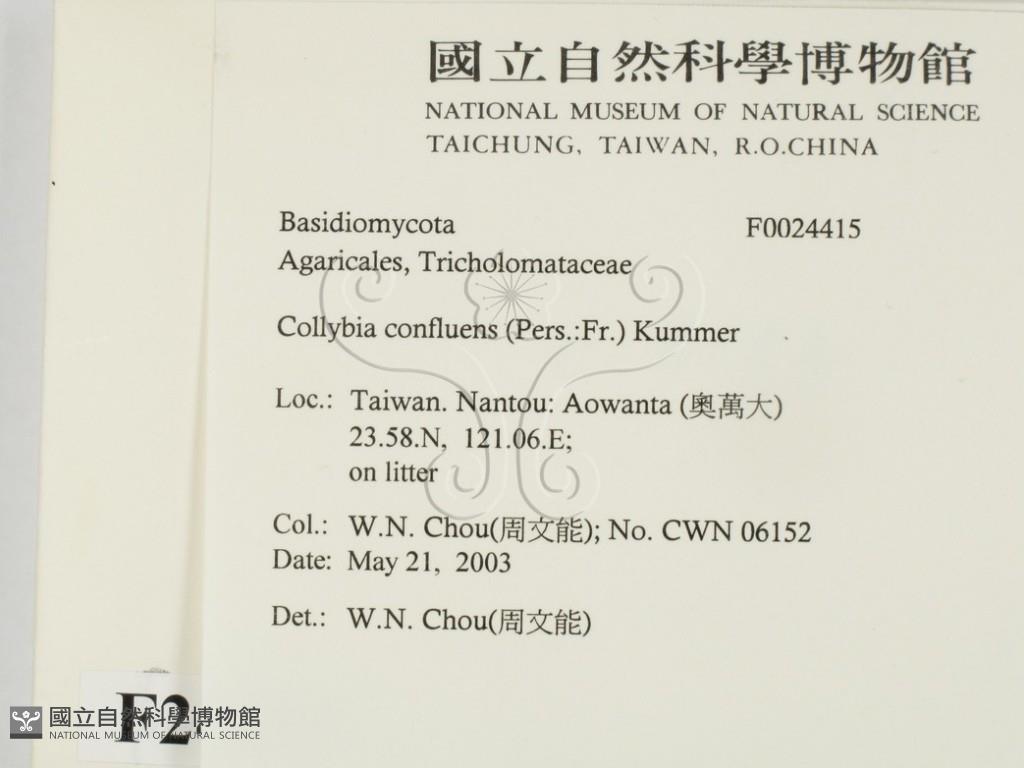 國立自然科學博物館
NATIONAL MUSEUM OF NATURAL SCIENCE
TAICHUNG, TAIWAN, R.O.CHINA
Basidiomycota F0024415
Agaricales, Tricholomataceae
Collybia confluens (Pers.:Fr.) Kummer
Loc.: Taiwan. Nantou: Aowanta (奧萬大)
23.58.N, 121.06.E;
on litter
Col.: W.N. Chou(周文能); No. CWN 06152
Date: May 21, 2003
Det.: W.N. Chou(周文能)
F2
國立自然科學博物館
NATIONAL MUSEUM OF NATURAL SCIENCE